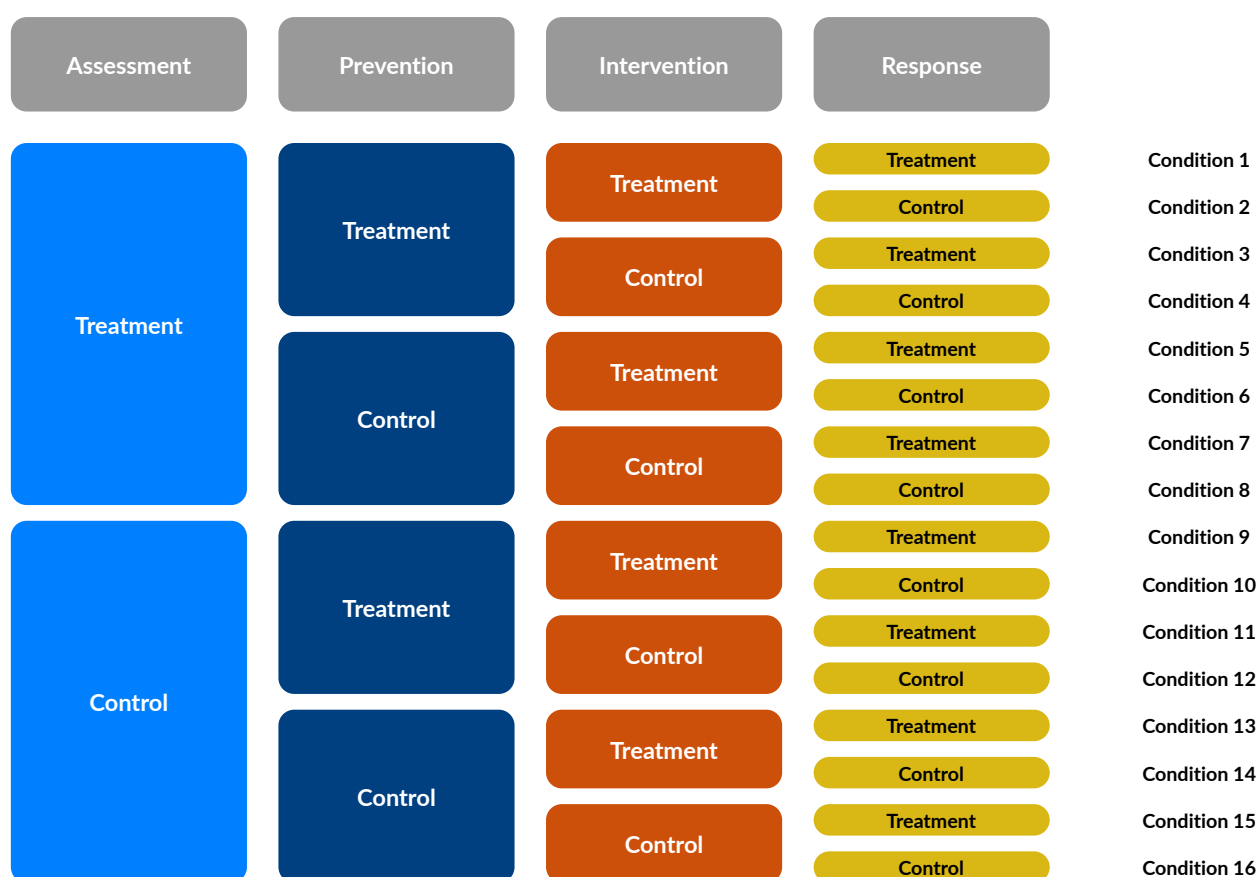 Assessment
Prevention
Intervention
Response
Treatment
Treatment
Treatment
Treatment
Condition 1
Control
Condition 2
Control
Treatment
Condition 3
Control
Condition 4
Control
Treatment
Treatment
Condition 5
Control
Condition 6
Control
Treatment
Condition 7
Control
Condition 8
Control
Treatment
Treatment
Treatment
Condition 9
Control
Condition 10
Control
Treatment
Condition 11
Control
Condition 12
Control
Treatment
Treatment
Condition 13
Control
Condition 14
Control
Treatment
Condition 15
Control
Condition 16